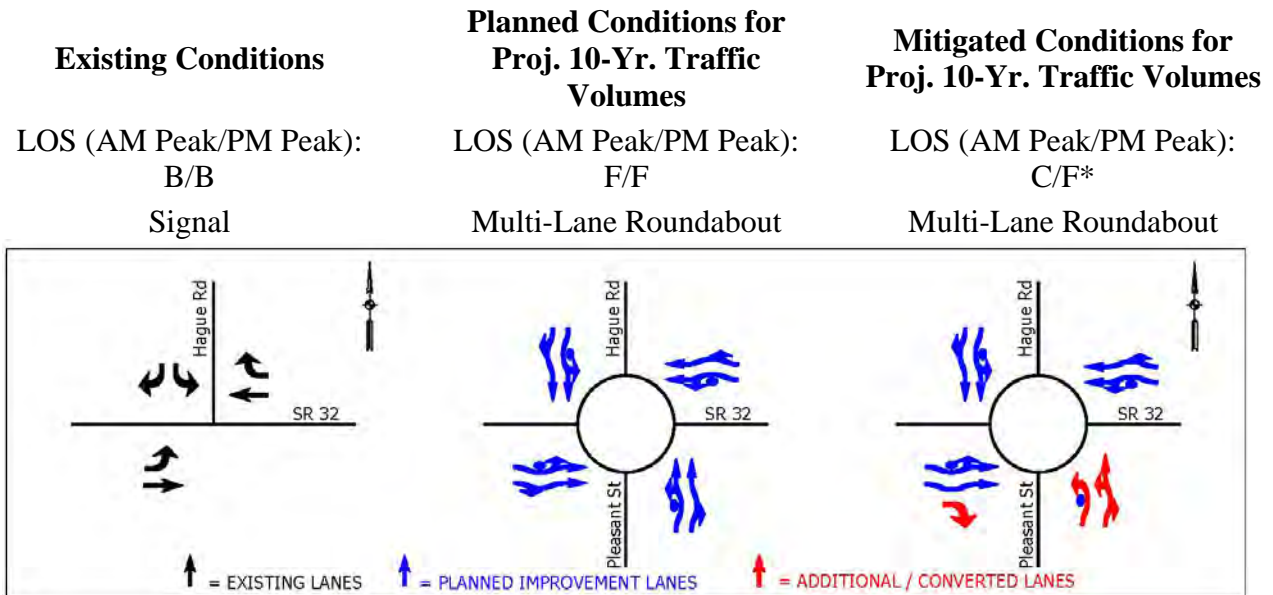 Existing Conditions
Planned Conditions for
Proj. 10-Yr. Traffic
Volumes
Mitigated Conditions for
Proj. 10-Yr. Traffic Volumes
LOS (AM Peak/PM Peak):
B/B
LOS (AM Peak/PM Peak):
F/F
LOS (AM Peak/PM Peak):
C/F*
Signal
Multi-Lane Roundabout
Multi-Lane Roundabout
Hague Rd
SR 32
Hague Rd
SR 32
Pleasant St
Hague Rd
SR 32
Pleasant St
= EXISTING LANES
= PLANNED IMPROVEMENT LANES
= ADDITIONAL / CONVERTED LANES